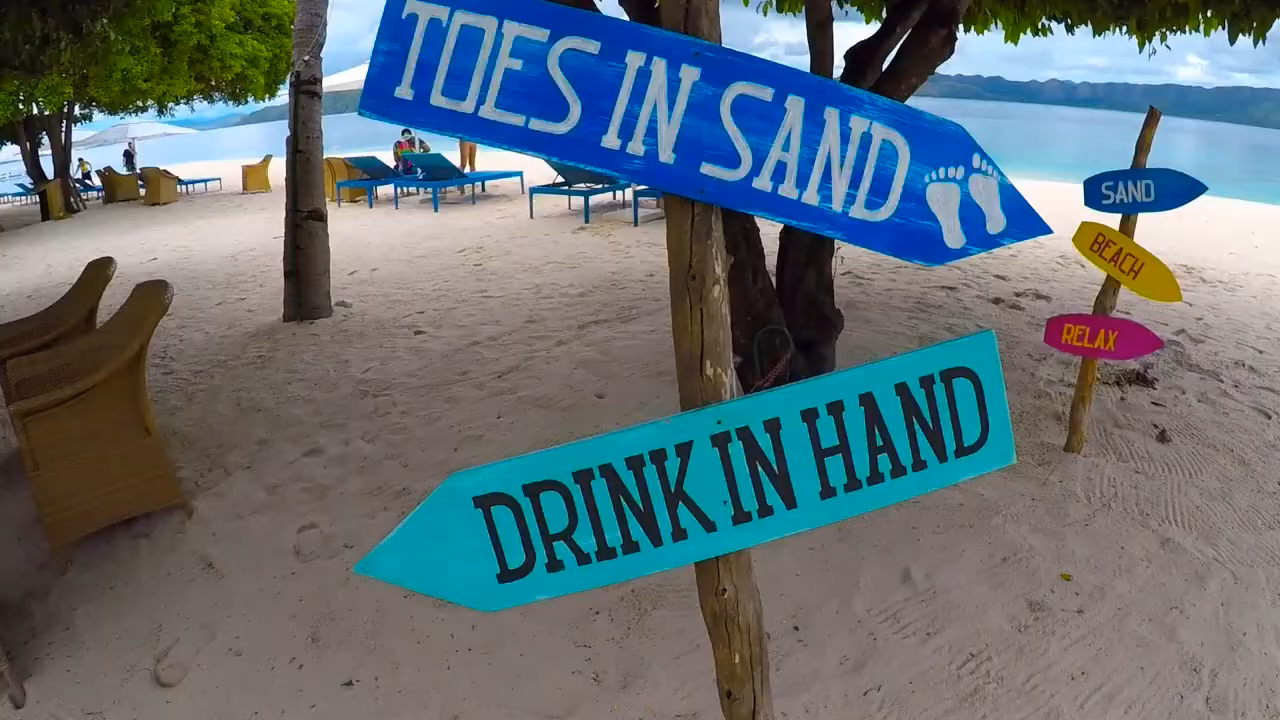 TOES IN SAND
DRINK IN HAND
SAND
BEACH
RELAX